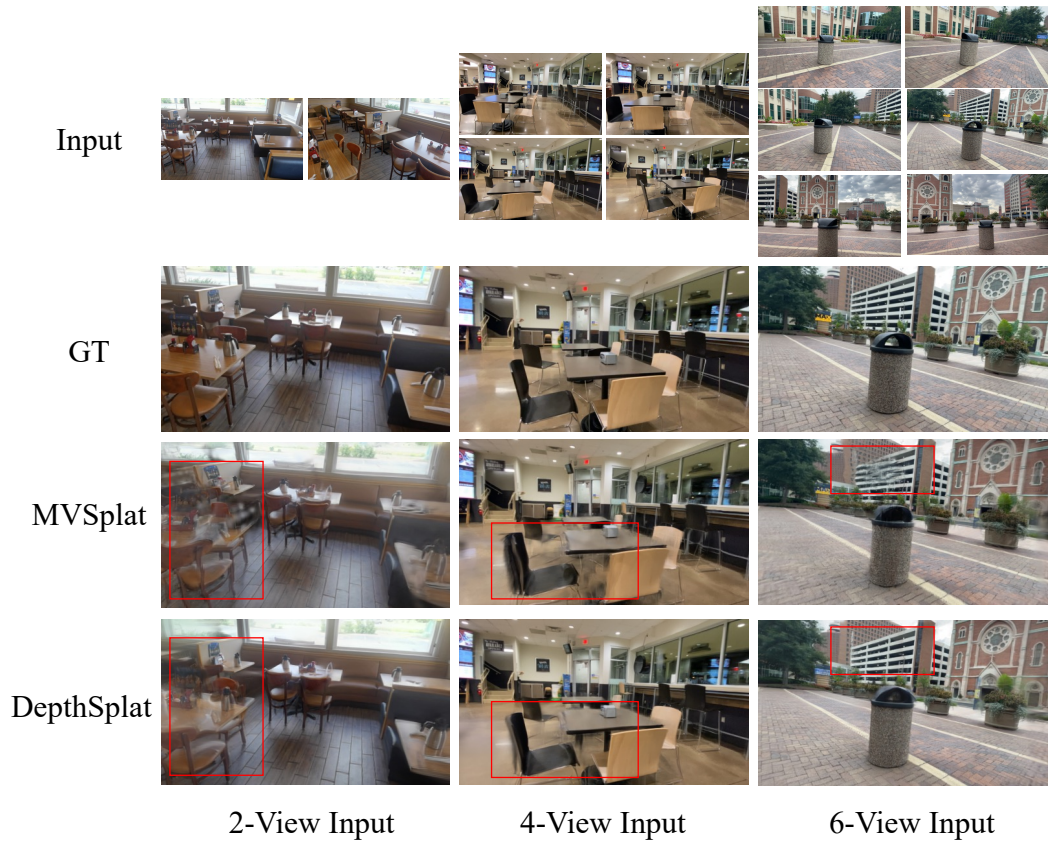 Input
GT
MVSplat
DepthSplat
2-View Input
4-View Input
6-View Input